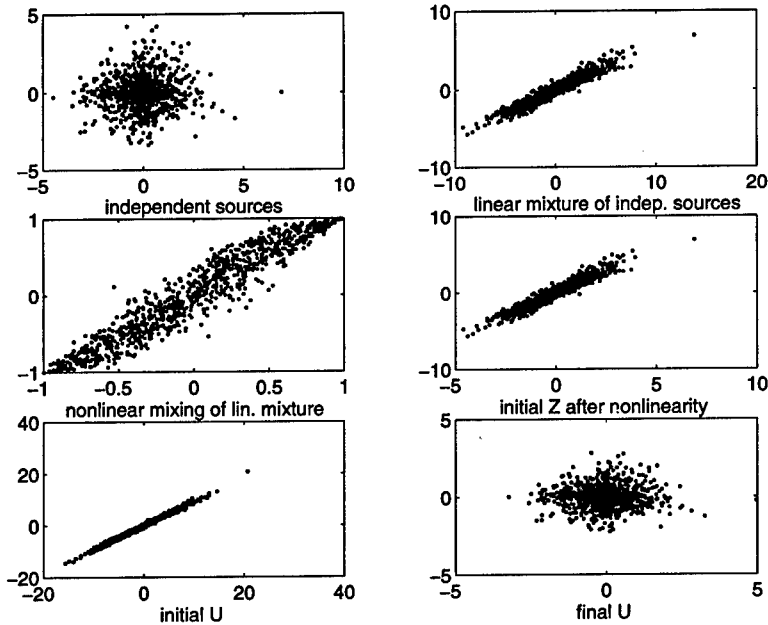 5
0
−5
−5 0 5 10
independent sources
10
0
−10
−10 0 10 20
linear mixture of indep. sources
1
0
−1
−1 −0.5 0 0.5 1
nonlinear mixing of lin. mixture
10
0
−10
−5 0 5 10
initial Z after nonlinearity
40
20
0
−20
−20 0 20 40
initial U
5
0
−5
−5 0 5
final U